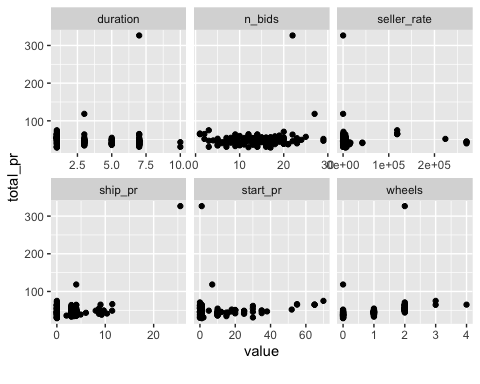 duration n_bids seller_rate
300
200
100
2.5 5.0 7.5 10.0 0 10 20 30 0e+00 1e+05 2e+05
ship_pr start_pr wheels
300
200
100
0 10 20 0 20 40 60 0 1 2 3 4
total_pr
value